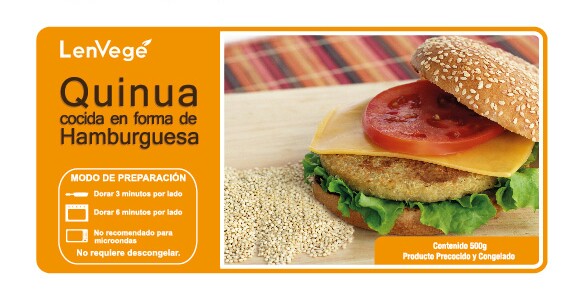 LenVegé
Quinua
cocida en forma de
Hamburguesa
MODO DE PREPARACIÓN
Dorar 3 minutos por lado
Dorar 6 minutos por lado
No recomendado para
microondas
No requiere descongelar.
Contenido 500g
Producto Precocido y Congelado